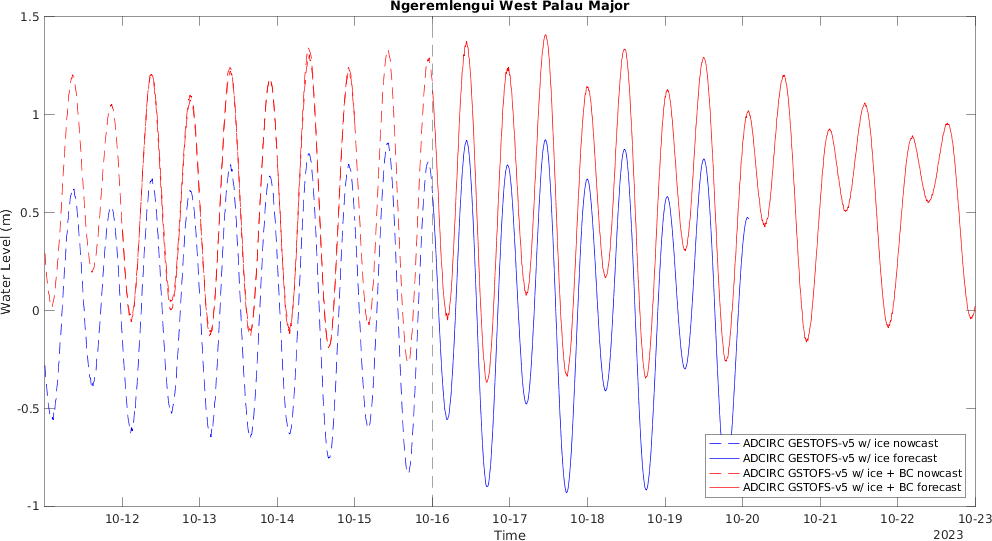 Ngeremlengui West Palau Major
1.5
1
0.5
0
-0.5
-1
Water Level (m)
ADCIRC GESTOFS-v5 w/ ice nowcast
ADCIRC GESTOFS-v5 w/ ice forecast
ADCIRC GSTOFS-v5 w/ ice + BC nowcast
ADCIRC GSTOFS-v5 w/ ice + BC forecast
10-12 10-13 10-14 10-15 10-16 10-17 10-18 10-19 10-20 10-21 10-22 10-23
Time
2023